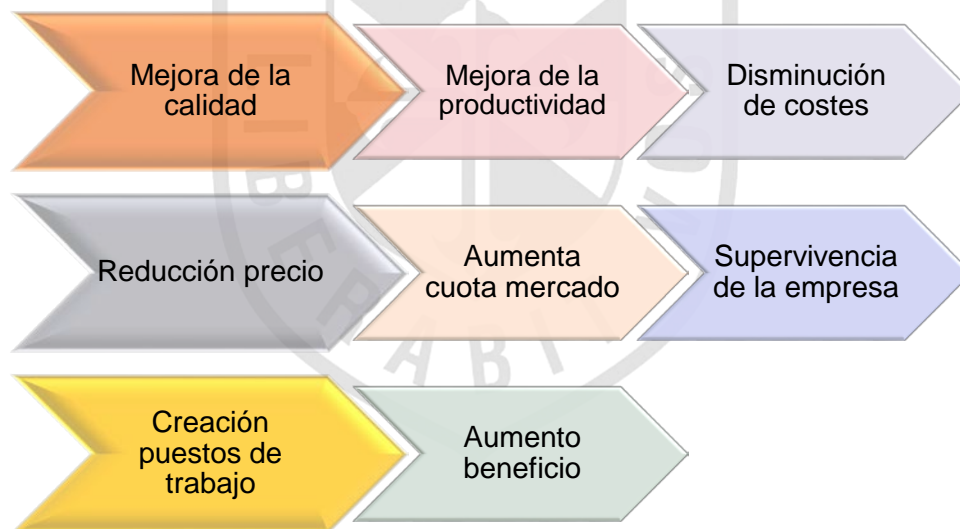 Mejora de la
calidad
Mejora de la
productividad
Disminución
de costes
Reducción precio
Aumenta
cuota mercado
Supervivencia
de la empresa
Creación
puestos de
trabajo
Aumento
beneficio